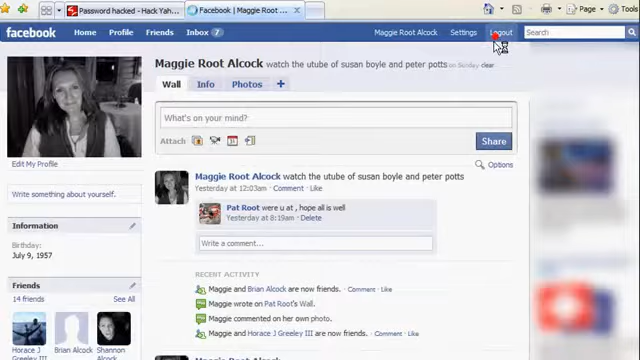 Password hacked - Hack Yah...
Facebook | Maggie Root ...
Page
Tools
facebook Home Profile Friends Inbox 7 Maggie Root Alcock Settings Logout Search
Maggie Root Alcock watch the utube of susan boyle and peter potts on Sunday clear
Wall Info Photos +
What's on your mind?
Attach Share
Edit My Profile
Options
Maggie Root Alcock watch the utube of susan boyle and peter potts
Yesterday at 12:03am · Comment · Like
Write something about yourself.
Pat Root were u at , hope all is well
Yesterday at 8:19am · Delete
Information
Write a comment...
Birthday:
July 9, 1957
RECENT ACTIVITY
Friends
Maggie and Brian Alcock are now friends. · Comment · Like
14 friends See All
Maggie wrote on Pat Root's Wall.
Maggie commented on her own photo.
Maggie and Horace J Greeley III are now friends. · Comment · Like
Horace J Brian Alcock Shannon
Greeley III Alcock